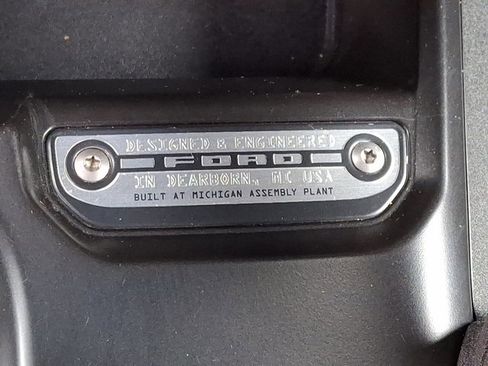 DESIGNED & ENGINEERED
FORD
IN DEARBORN, MI USA
BUILT AT MICHIGAN ASSEMBLY PLANT